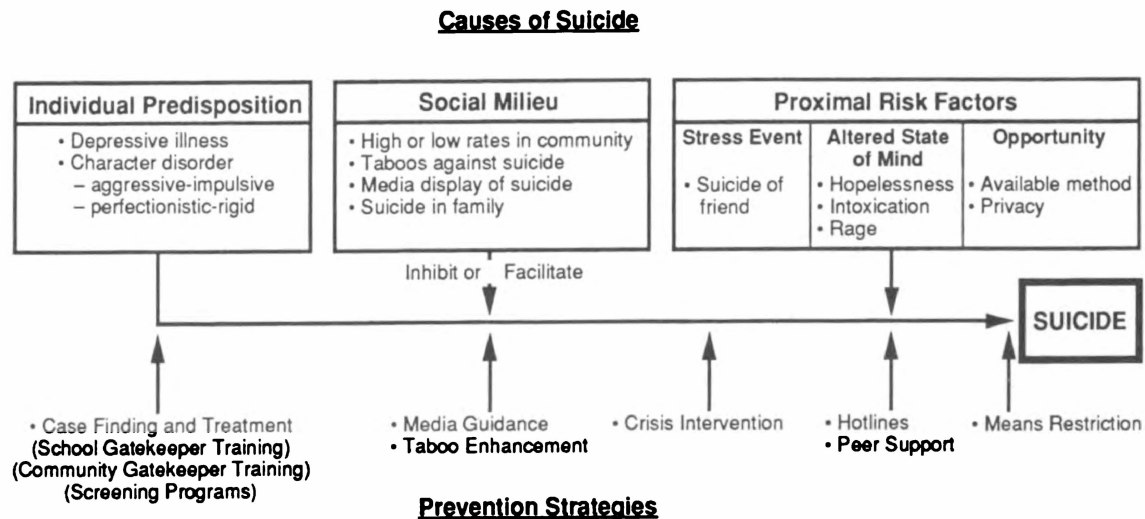 Causes of Suicide
Individual Predisposition
• Depressive illness
• Character disorder
– aggressive-impulsive
– perfectionistic-rigid
Social Milieu
• High or low rates in community
• Taboos against suicide
• Media display of suicide
• Suicide in family
Proximal Risk Factors
Stress Event
• Suicide of
friend
Altered State
of Mind
• Hopelessness
• Intoxication
• Rage
Opportunity
• Available method
• Privacy
Inhibit or Facilitate
SUICIDE
• Case Finding and Treatment
(School Gatekeeper Training)
(Community Gatekeeper Training)
(Screening Programs)
• Media Guidance
• Taboo Enhancement
• Crisis Intervention
• Hotlines
• Peer Support
• Means Restriction
Prevention Strategies